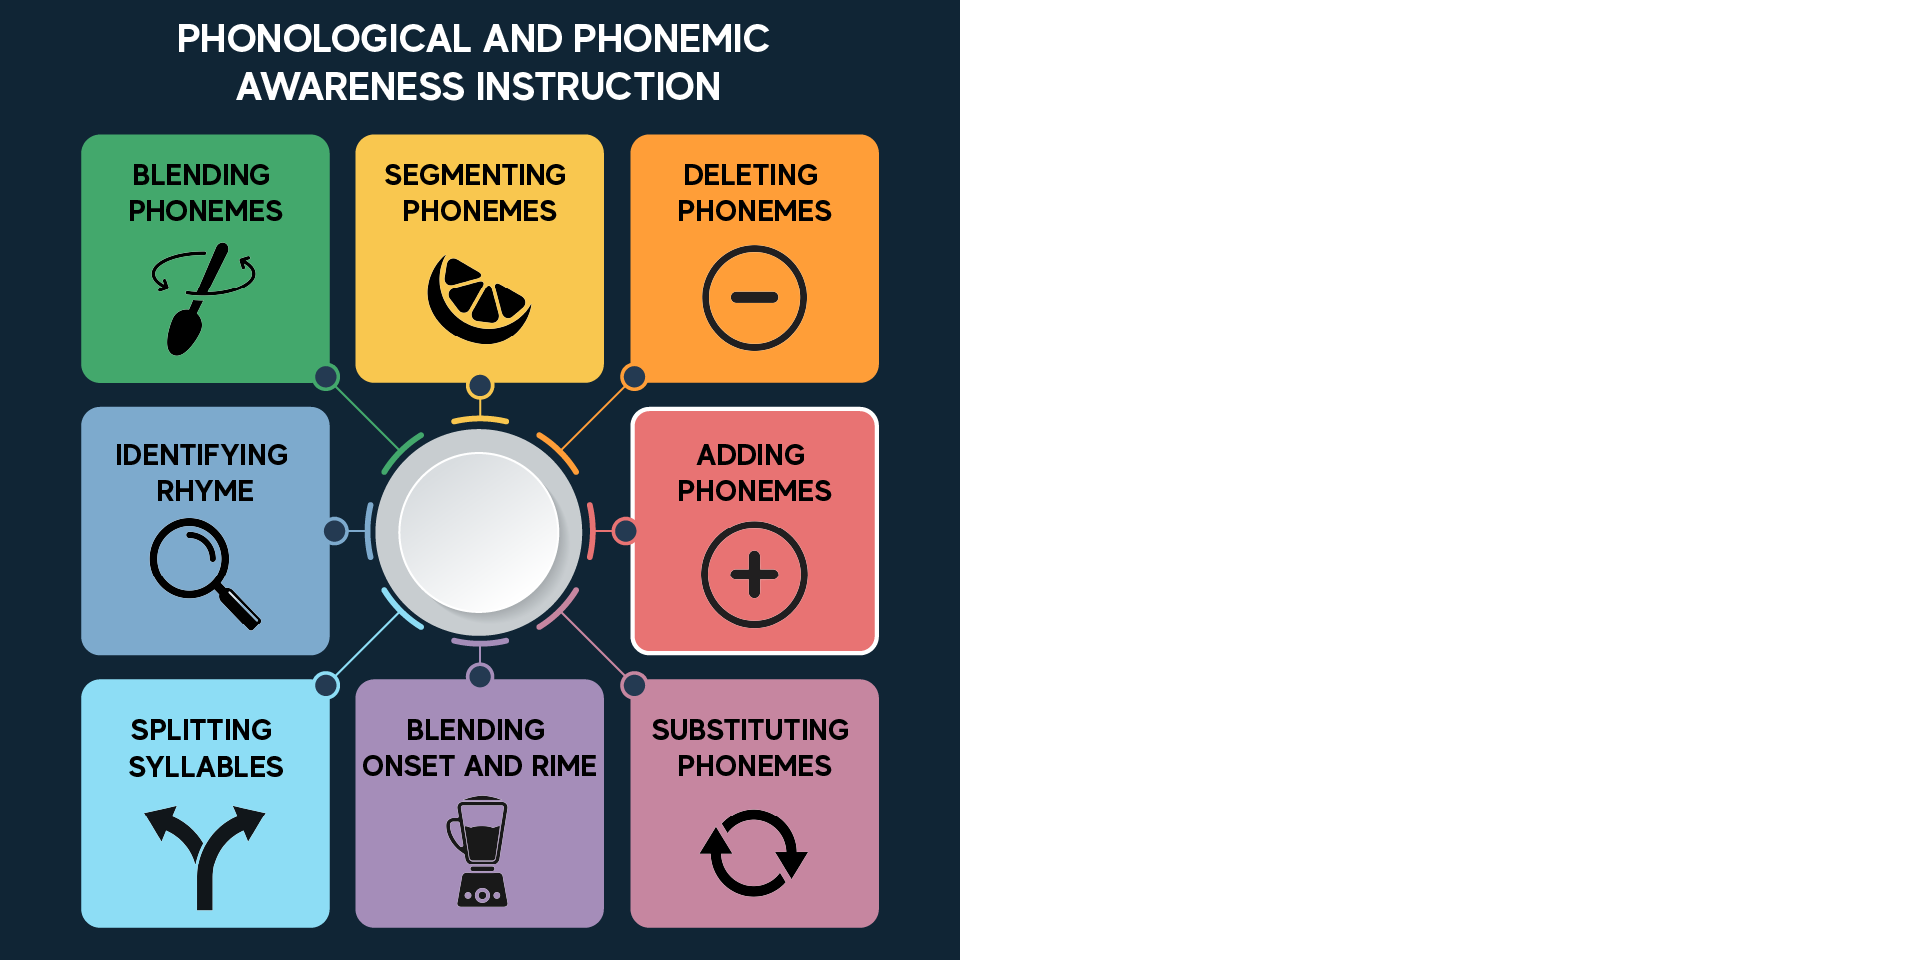 PHONOLOGICAL AND PHONEMIC
AWARENESS INSTRUCTION
BLENDING
PHONEMES
SEGMENTING
PHONEMES
DELETING
PHONEMES
IDENTIFYING
RHYME
ADDING
PHONEMES
SPLITTING
SYLLABLES
BLENDING
ONSET AND RIME
SUBSTITUTING
PHONEMES